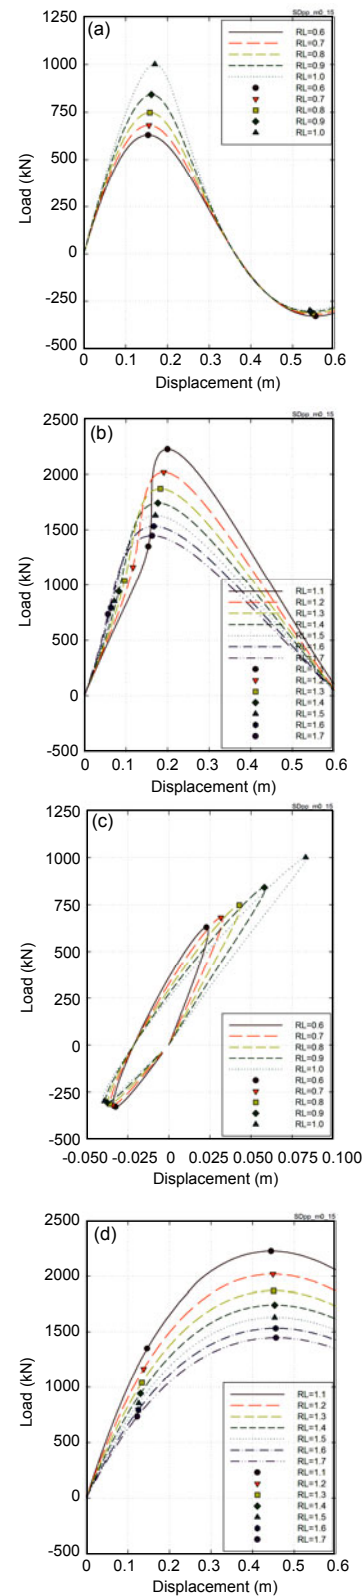 SDpp_m0_15
(a)
1250
1000
750
500
250
0
-250
-500
Load (kN)
RL=0.6
RL=0.7
RL=0.8
RL=0.9
RL=1.0
RL=0.6
RL=0.7
RL=0.8
RL=0.9
RL=1.0
0 0.1 0.2 0.3 0.4 0.5 0.6
Displacement (m)
SDpp_m0_15
(b)
2500
2000
1500
1000
500
0
-500
Load (kN)
RL=1.1
RL=1.2
RL=1.3
RL=1.4
RL=1.5
RL=1.6
RL=1.7
RL=1.1
RL=1.2
RL=1.3
RL=1.4
RL=1.5
RL=1.6
RL=1.7
0 0.1 0.2 0.3 0.4 0.5 0.6
Displacement (m)
SDpp_m0_15
(c)
1250
1000
750
500
250
0
-250
-500
Load (kN)
RL=0.6
RL=0.7
RL=0.8
RL=0.9
RL=1.0
RL=0.6
RL=0.7
RL=0.8
RL=0.9
RL=1.0
-0.050 -0.025 0 0.025 0.050 0.075 0.100
Displacement (m)
SDpp_m0_15
(d)
2500
2000
1500
1000
500
0
-500
Load (kN)
RL=1.1
RL=1.2
RL=1.3
RL=1.4
RL=1.5
RL=1.6
RL=1.7
RL=1.1
RL=1.2
RL=1.3
RL=1.4
RL=1.5
RL=1.6
RL=1.7
0 0.1 0.2 0.3 0.4 0.5 0.6
Displacement (m)